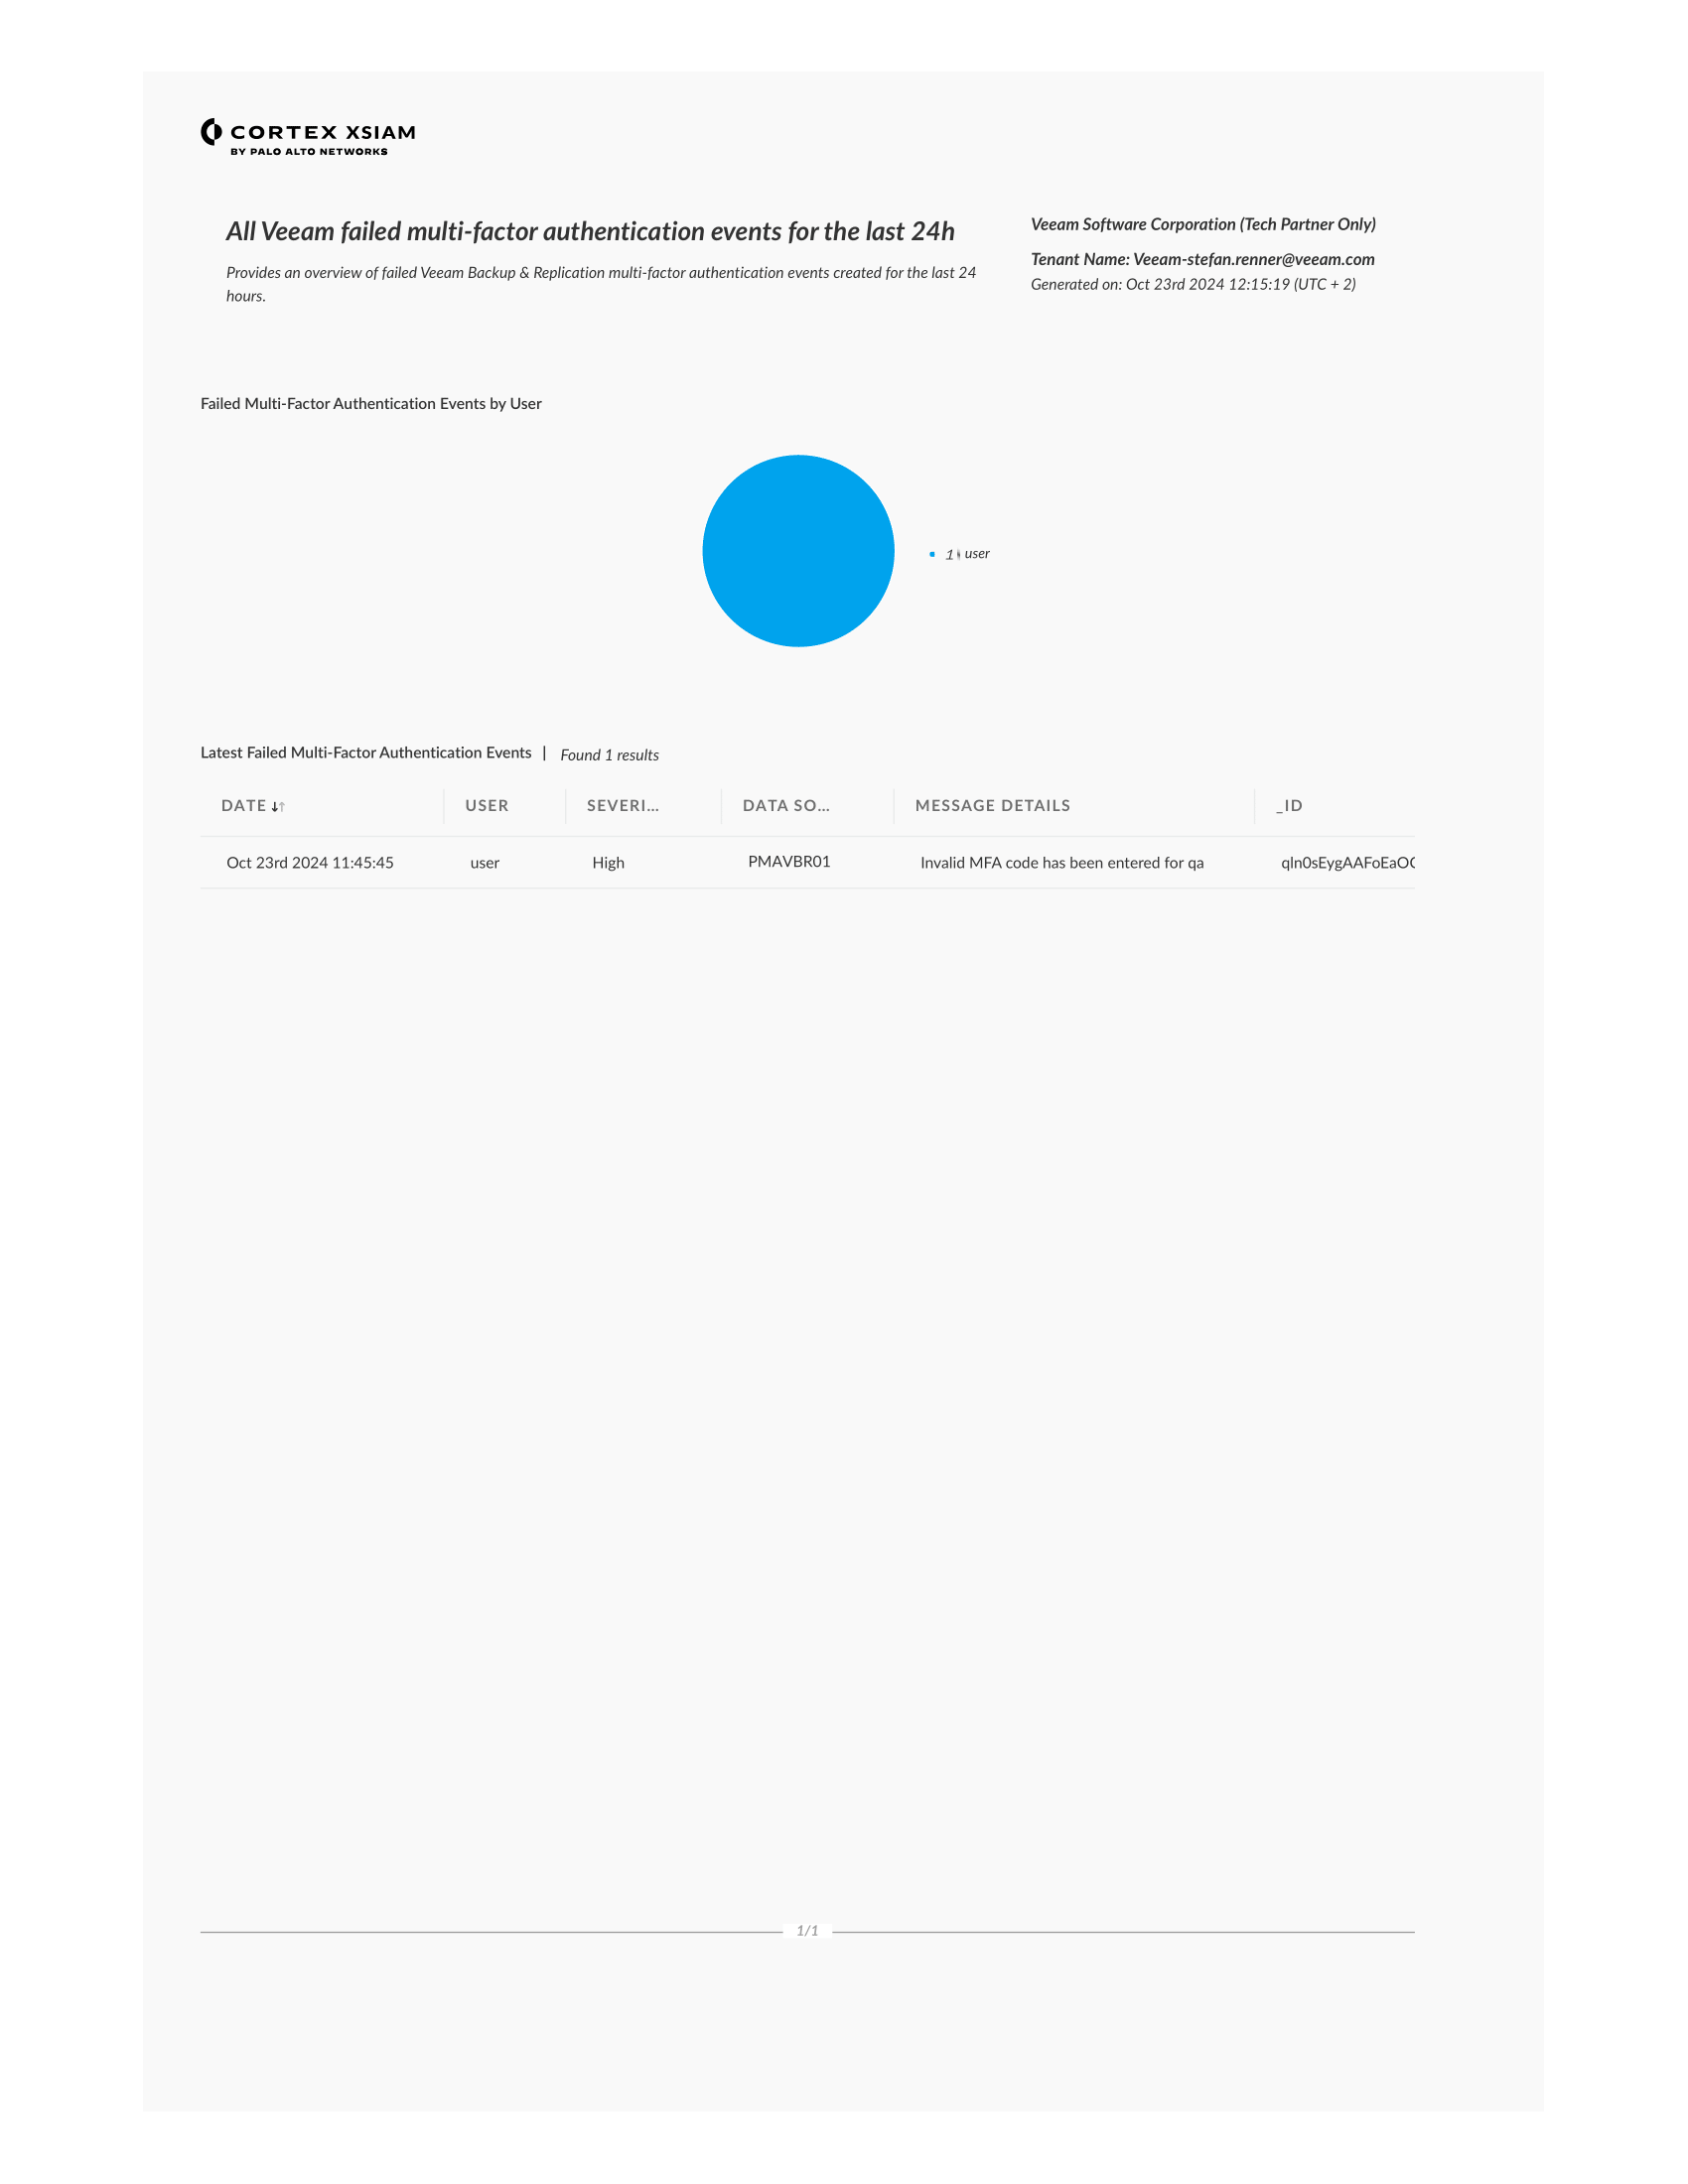 CORTEX XSIAM
BY PALO ALTO NETWORKS
All Veeam failed multi-factor authentication events for the last 24h
Provides an overview of failed Veeam Backup & Replication multi-factor authentication events created for the last 24
hours.
Veeam Software Corporation (Tech Partner Only)
Tenant Name: Veeam-stefan.renner@veeam.com
Generated on: Oct 23rd 2024 12:15:19 (UTC + 2)
Failed Multi-Factor Authentication Events by User
1 user
Latest Failed Multi-Factor Authentication Events | Found 1 results
DATE USER SEVERI... DATA SO... MESSAGE DETAILS _ID
Oct 23rd 2024 11:45:45 user High PMAVBR01 Invalid MFA code has been entered for qa
1/1